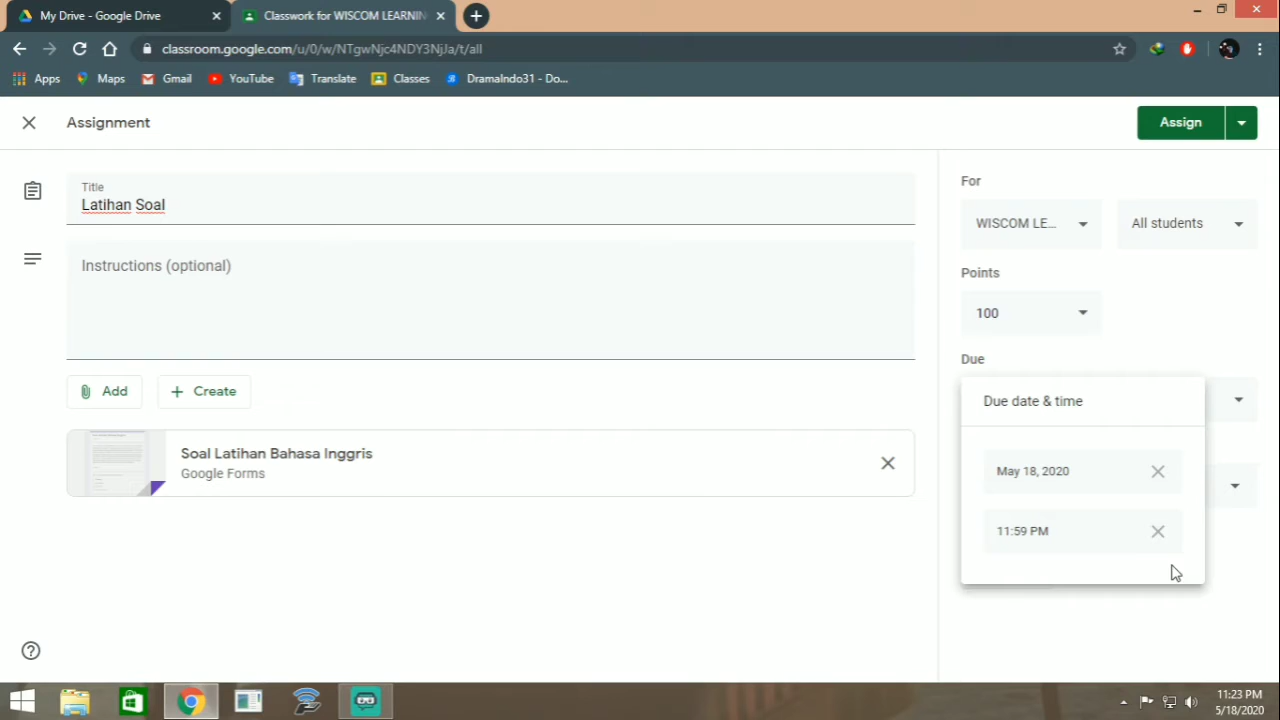 My Drive - Google Drive
Classwork for WISCOM LEARNIN
classroom.google.com/u/0/w/NTgwNjc4NDY3NjJa/t/all
Apps Maps Gmail YouTube Translate Classes DramaIndo31 - Do...
Assignment
Assign
Title
Latihan Soal
Instructions (optional)
Add
Create
Soal Latihan Bahasa Inggris
Google Forms
For
WISCOM LE...
All students
Points
100
Due
Due date & time
May 18, 2020
11:59 PM
11:23 PM
5/18/2020